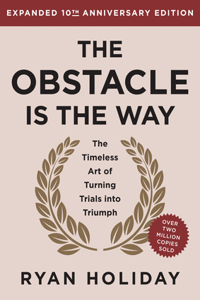 EXPANDED 10TH ANNIVERSARY EDITION
THE
OBSTACLE
IS THE WAY
The
Timeless
Art of
Turning
Trials into
Triumph
OVER
TWO
MILLION
COPIES
SOLD
RYAN HOLIDAY